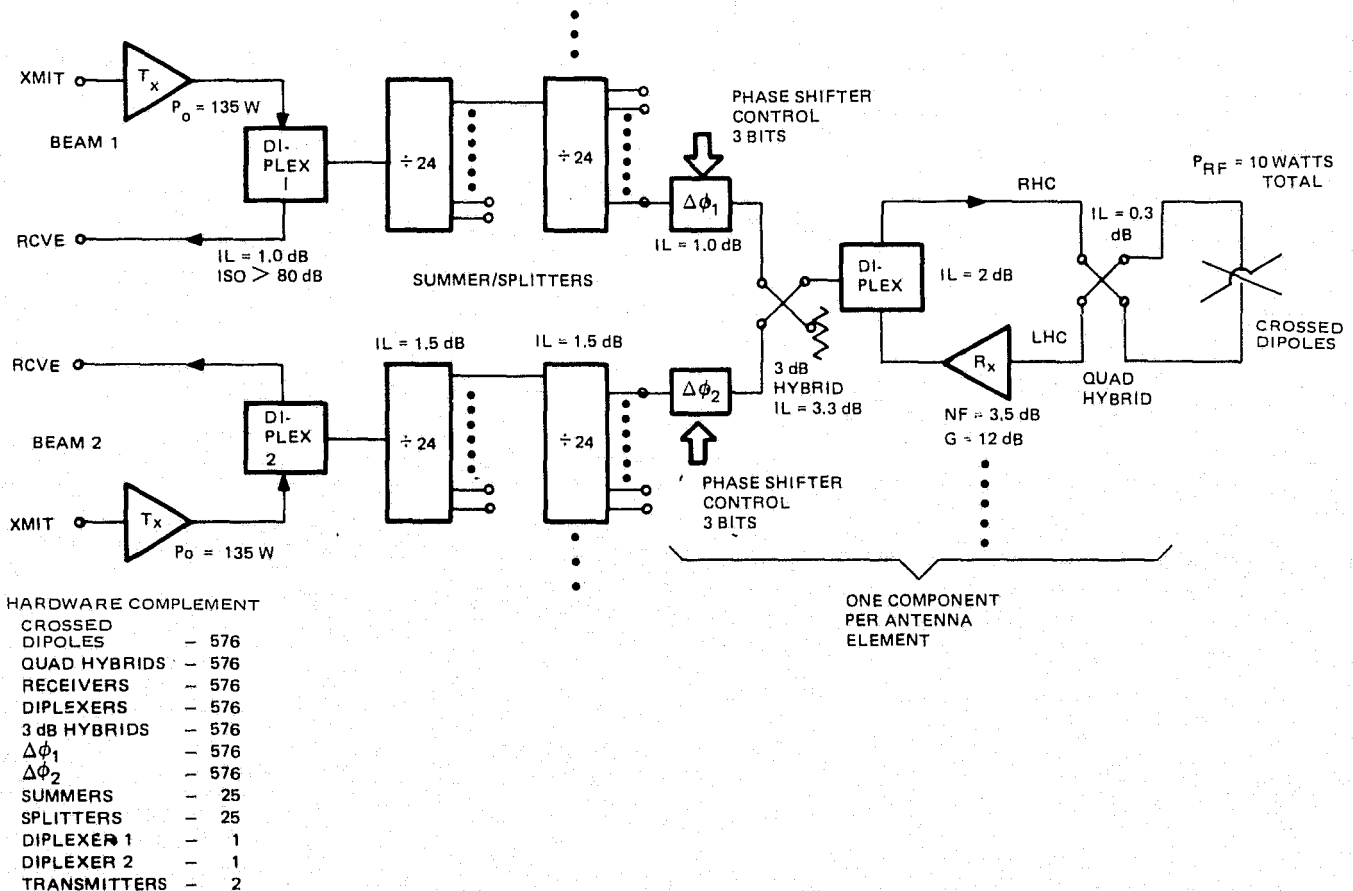 XMIT
Tx
Po = 135 W
BEAM 1
DI-
PLEX
1
RCVE
IL = 1.0 dB
ISO > 80 dB
÷ 24
÷ 24
SUMMER/SPLITTERS
PHASE SHIFTER
CONTROL
3 BITS
Δϕ1
IL = 1.0 dB
DI-
PLEX
IL = 2 dB
RHC
IL = 0.3
dB
PRF = 10 WATTS
TOTAL
CROSSED
DIPOLES
LHC
QUAD
HYBRID
Rx
NF = 3.5 dB
G = 12 dB
3 dB
HYBRID
IL = 3.3 dB
RCVE
BEAM 2
DI-
PLEX
2
XMIT
Tx
Po = 135 W
IL = 1.5 dB
÷ 24
IL = 1.5 dB
÷ 24
Δϕ2
PHASE SHIFTER
CONTROL
3 BITS
ONE COMPONENT
PER ANTENNA
ELEMENT
HARDWARE COMPLEMENT
CROSSED
DIPOLES – 576
QUAD HYBRIDS – 576
RECEIVERS – 576
DIPLEXERS – 576
3 dB HYBRIDS – 576
Δϕ1 – 576
Δϕ2 – 576
SUMMERS – 25
SPLITTERS – 25
DIPLEXER 1 – 1
DIPLEXER 2 – 1
TRANSMITTERS – 2